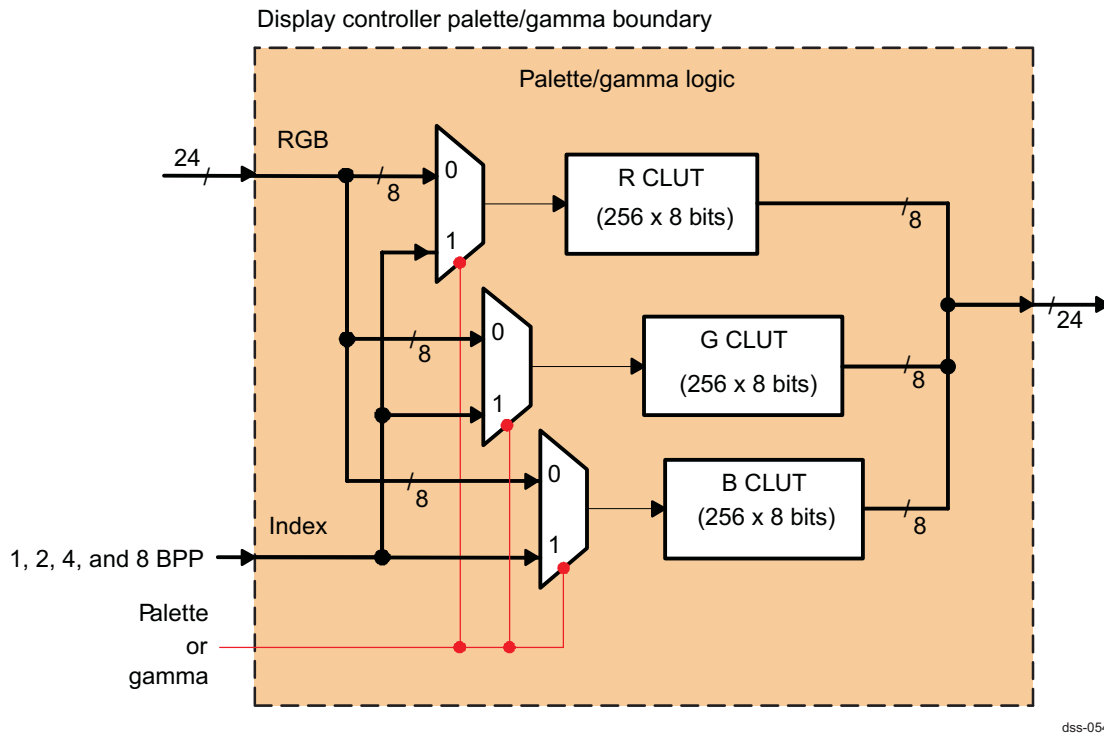 Display controller palette/gamma boundary
Palette/gamma logic
RGB
24
/
8
0
1
R CLUT
(256 x 8 bits)
/
8
/
24
0
/
8
1
G CLUT
(256 x 8 bits)
/
8
0
/
8
1
B CLUT
(256 x 8 bits)
/
8
Index
1, 2, 4, and 8 BPP
Palette
or
gamma
dss-054